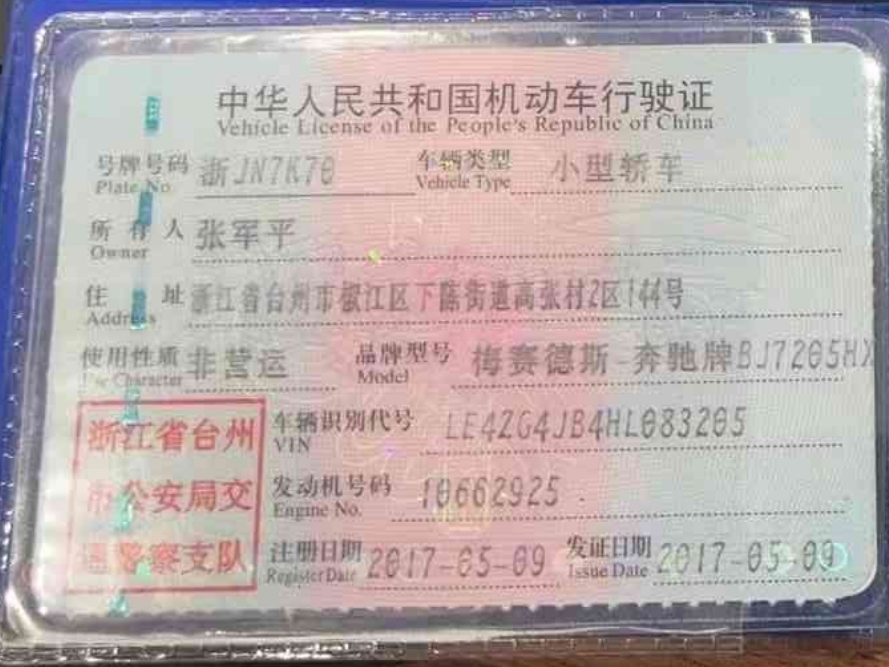 中华人民共和国机动车行驶证
Vehicle License of the People's Republic of China
号牌号码 浙JN7K70 车辆类型 小型轿车
Plate No. Vehicle Type
所有人 张军平
Owner
住址 浙江省台州市椒江区下陈街道高张村2区144号
Address
使用性质 非营运 品牌型号 梅赛德斯-奔驰牌BJ7205HX
Use Character Model
浙江省台州 车辆识别代号 LE4ZG4JB4HL083205
VIN
市公安局交 发动机号码 10662925
Engine No.
通警察支队 注册日期 2017-05-09 发证日期 2017-05-09
Register Date Issue Date